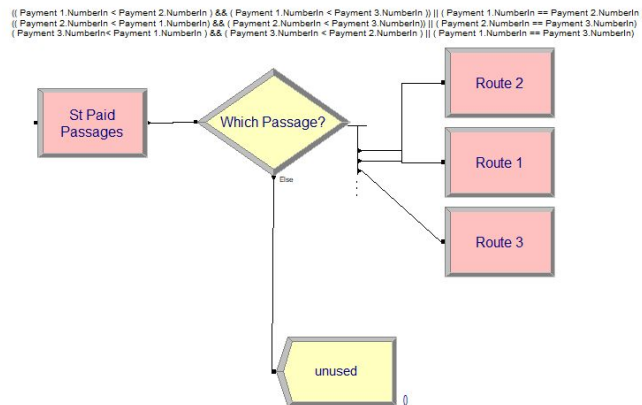 (( Payment 1.NumberIn < Payment 2.NumberIn ) && ( Payment 1.NumberIn < Payment 3.NumberIn )) || ( Payment 1.NumberIn == Payment 2.NumberIn
(( Payment 2.NumberIn < Payment 1.NumberIn) && ( Payment 2.NumberIn < Payment 3.NumberIn)) || ( Payment 2.NumberIn == Payment 3.NumberIn)
( Payment 3.NumberIn< Payment 1.NumberIn ) && ( Payment 3.NumberIn < Payment 2.NumberIn ) || ( Payment 1.NumberIn == Payment 3.NumberIn)
St Paid
Passages
Which Passage?
Else
Route 2
Route 1
Route 3
unused
0